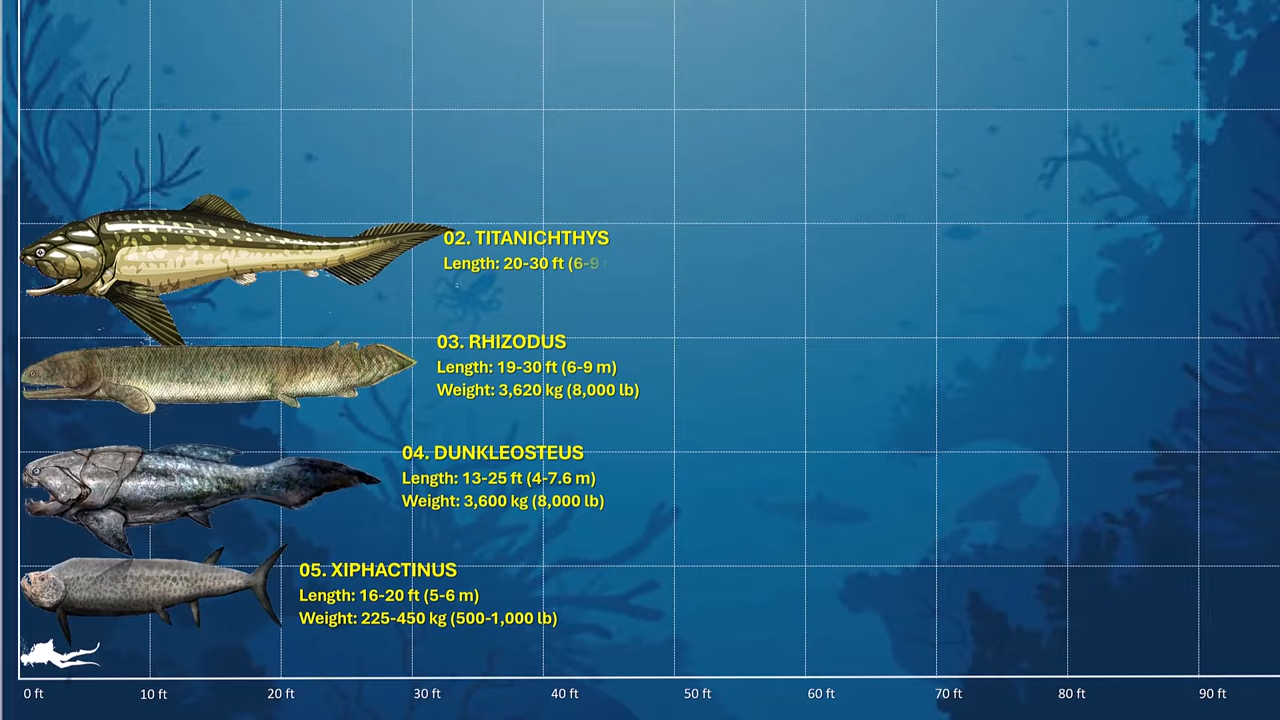 02. TITANICHTHYS
Length: 20-30 ft (6-9
03. RHIZODUS
Length: 19-30 ft (6-9 m)
Weight: 3,620 kg (8,000 lb)
04. DUNKLEOSTEUS
Length: 13-25 ft (4-7.6 m)
Weight: 3,600 kg (8,000 lb)
05. XIPHACTINUS
Length: 16-20 ft (5-6 m)
Weight: 225-450 kg (500-1,000 lb)
0 ft 10 ft 20 ft 30 ft 40 ft 50 ft 60 ft 70 ft 80 ft 90 ft